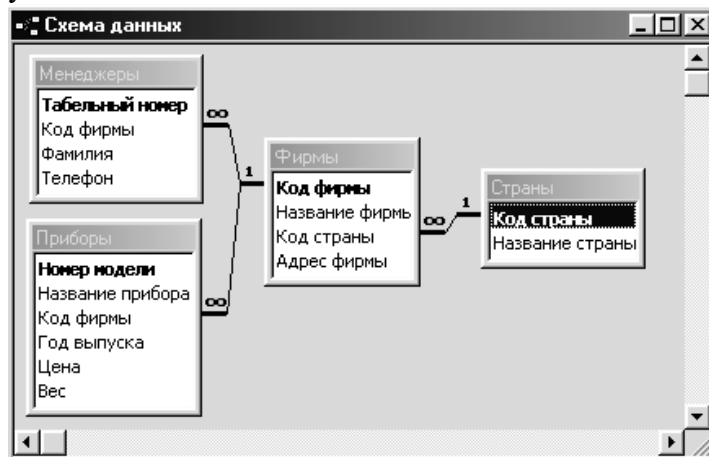 Схема данных
Менеджеры
Табельный номер
Код фирмы
Фамилия
Телефон
∞
1
Приборы
Номер модели
Название прибора
Код фирмы
Год выпуска
Цена
Вес
∞
Фирмы
Код фирмы
Название фирмь
Код страны
Адрес фирмы
∞
1
Страны
Код страны
Название страны